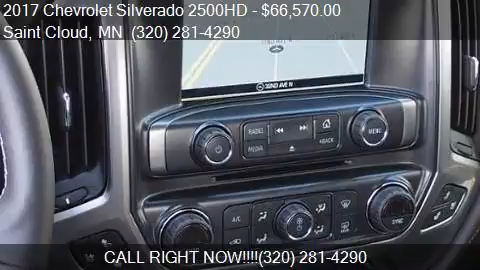 2017 Chevrolet Silverado 2500HD - $66,570.00
Saint Cloud, MN  (320) 281-4290
32ND AVE N
RADIO
MENU
MEDIA
BACK
A/C
SYNC
CALL RIGHT NOW!!!!(320) 281-4290